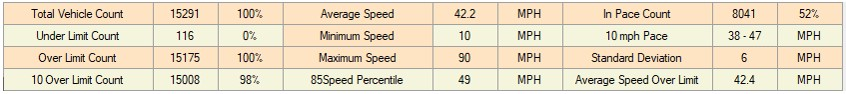 Total Vehicle Count 15291 100% Average Speed 42.2 MPH In Pace Count 8041 52%
Under Limit Count 116 0% Minimum Speed 10 MPH 10 mph Pace 38 - 47 MPH
Over Limit Count 15175 100% Maximum Speed 90 MPH Standard Deviation 6 MPH
10 Over Limit Count 15008 98% 85Speed Percentile 49 MPH Average Speed Over Limit 42.4 MPH